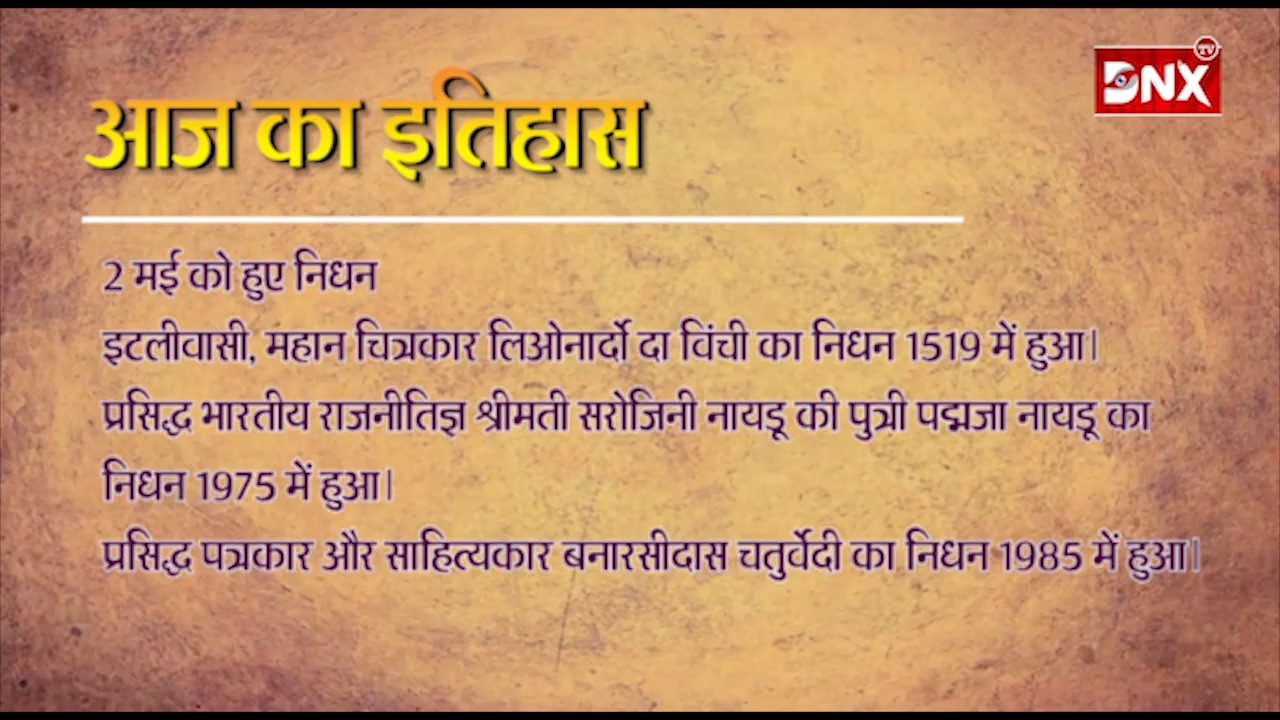 आज का इतिहास
DNX TV
2 मई को हुए निधन
इटलीवासी, महान चित्रकार लिओनार्दो दा विंची का निधन 1519 में हुआ।
प्रसिद्ध भारतीय राजनीतिज्ञ श्रीमती सरोजिनी नायडू की पुत्री पद्मजा नायडू का
निधन 1975 में हुआ।
प्रसिद्ध पत्रकार और साहित्यकार बनारसीदास चतुर्वेदी का निधन 1985 में हुआ।